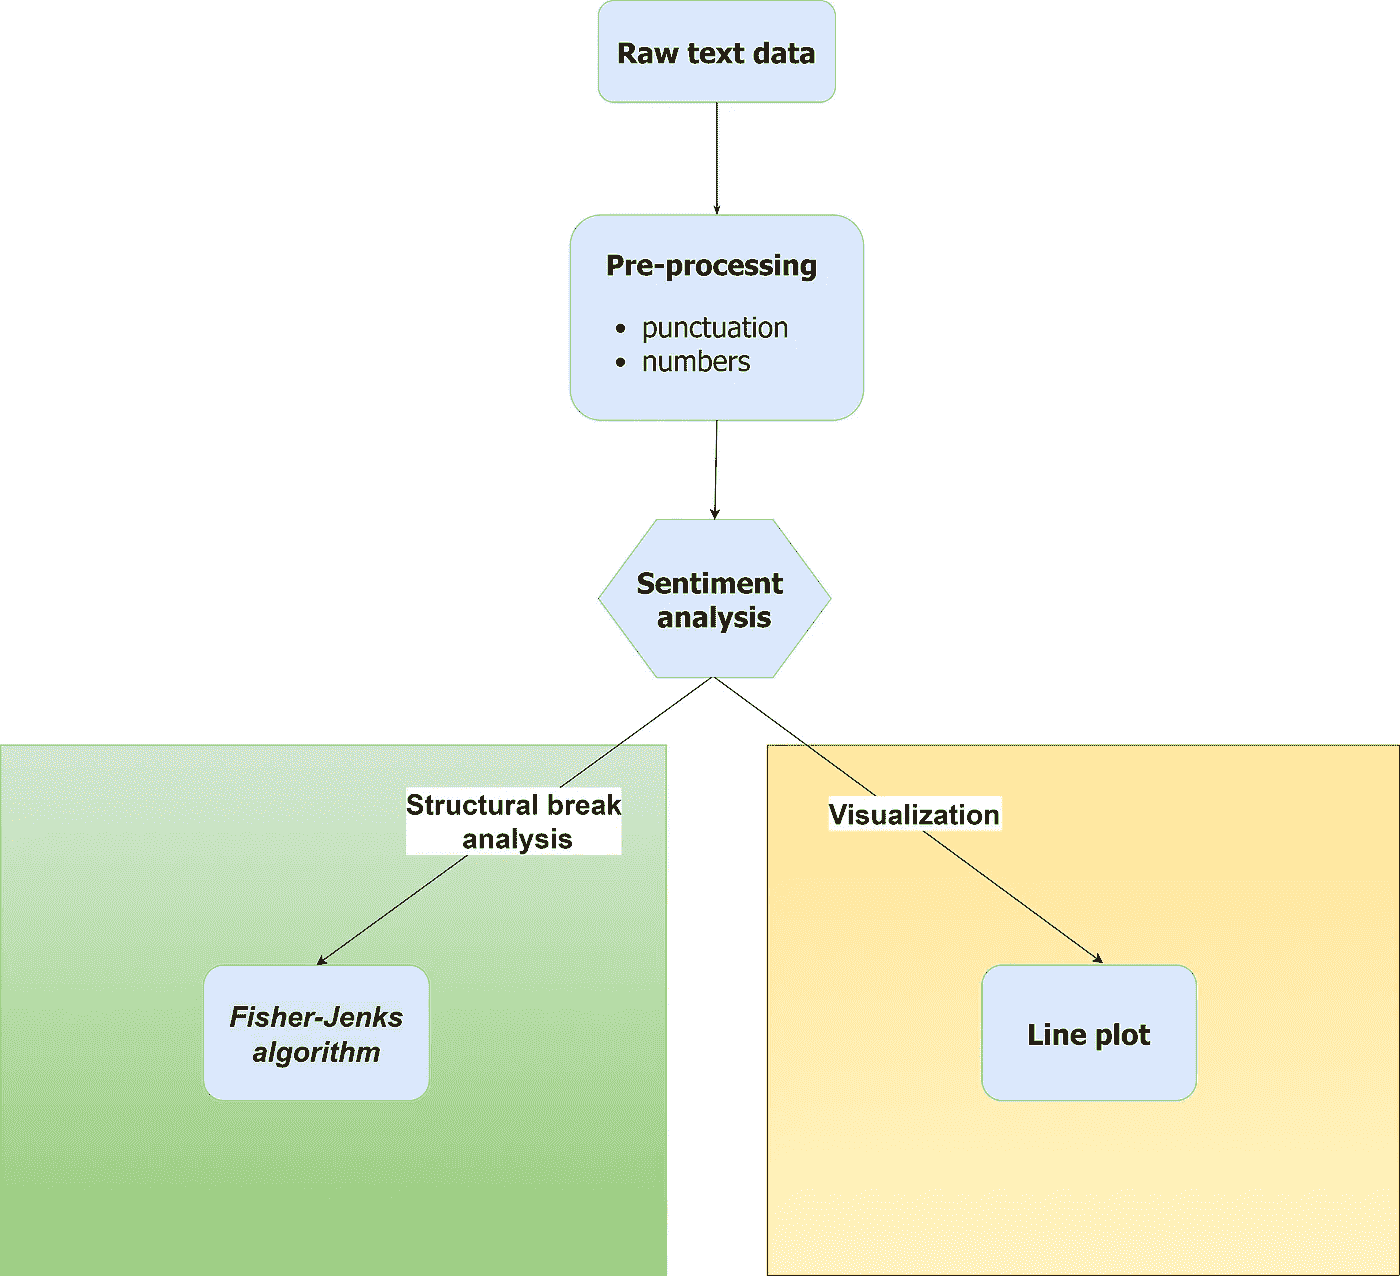 Raw text data
Pre-processing
• punctuation
• numbers
Sentiment
analysis
Structural break
analysis
Visualization
Fisher-Jenks
algorithm
Line plot